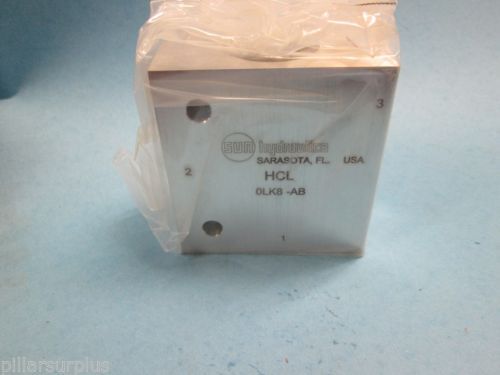 3
sun hydraulics
SARASOTA, FL. USA
2
HCL
0LK8 -AB
1
pillarsurplus